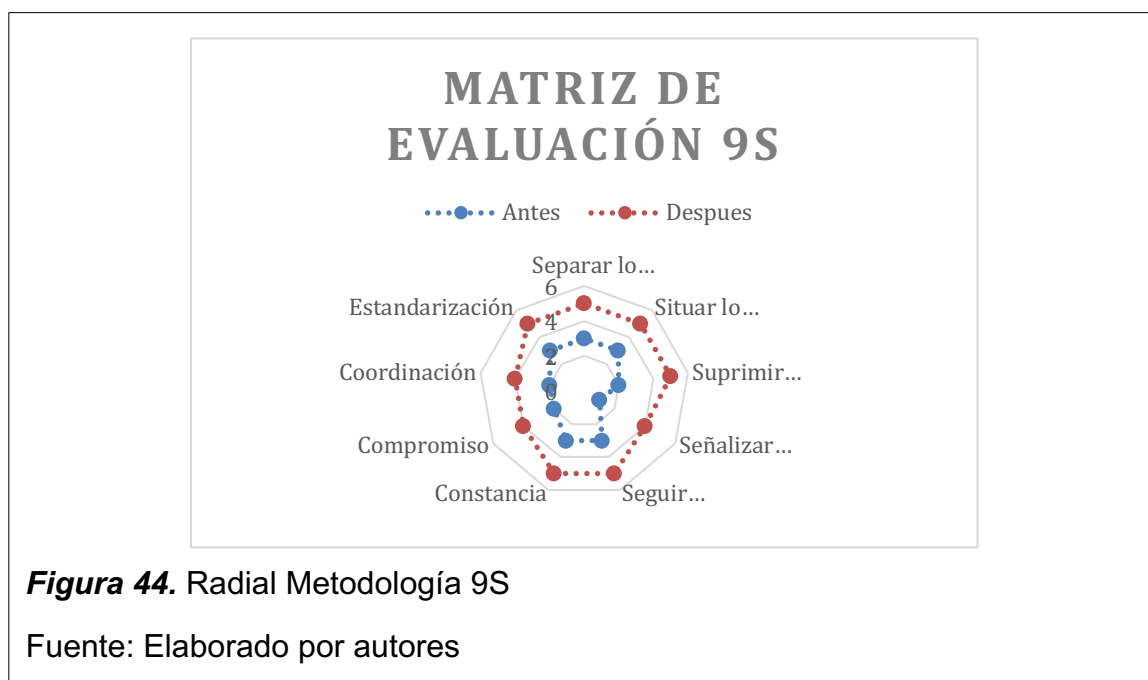 MATRIZ DE
EVALUACIÓN 9S
Antes Despues
Separar lo...
6
Estandarización
Situar lo...
4
2
Coordinación
Suprimir...
0
Compromiso
Señalizar...
Constancia
Seguir...
Figura 44. Radial Metodología 9S
Fuente: Elaborado por autores